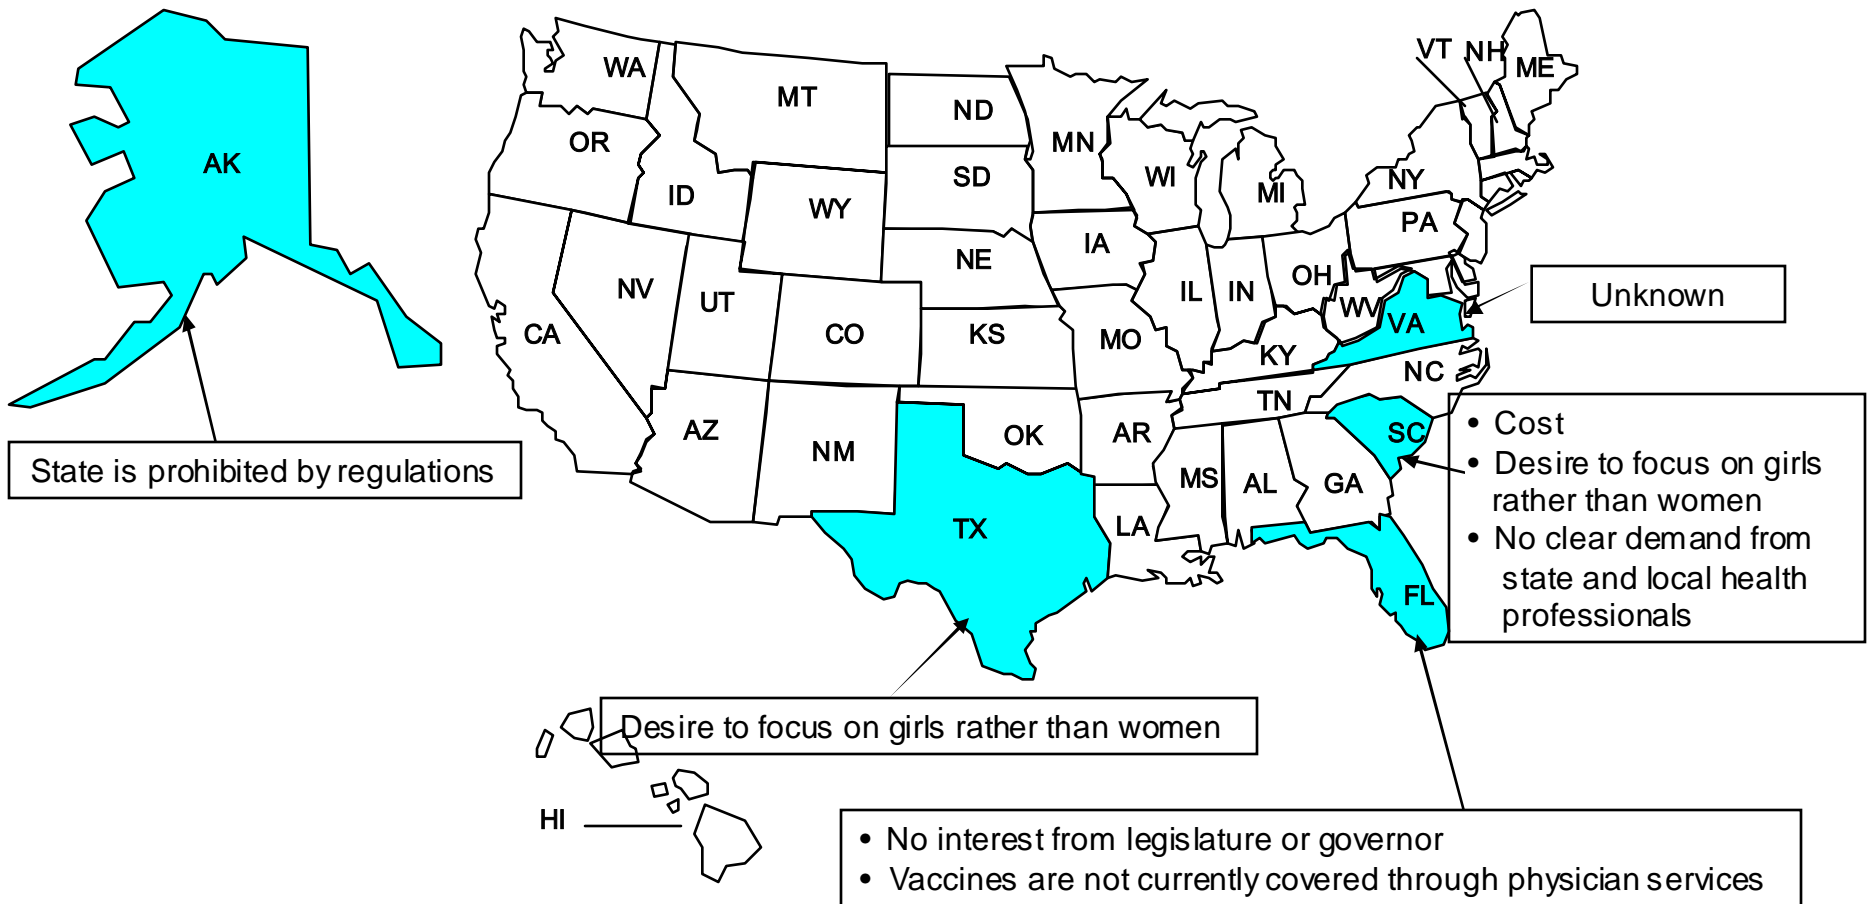 VT NH
ME
WA
MT
ND
MN
OR
AK
ID
SD
WI
MI
NY
WY
PA
IA
NE
OH
NV
UT
IL
IN
WV
Unknown
CA
CO
KS
MO
VA
KY
NC
TN
AZ
NM
OK
AR
SC
MS
AL
GA
LA
TX
FL
State is prohibited by regulations
• Cost
• Desire to focus on girls
rather than women
• No clear demand from
state and local health
professionals
Desire to focus on girls rather than women
HI
• No interest from legislature or governor
• Vaccines are not currently covered through physician services